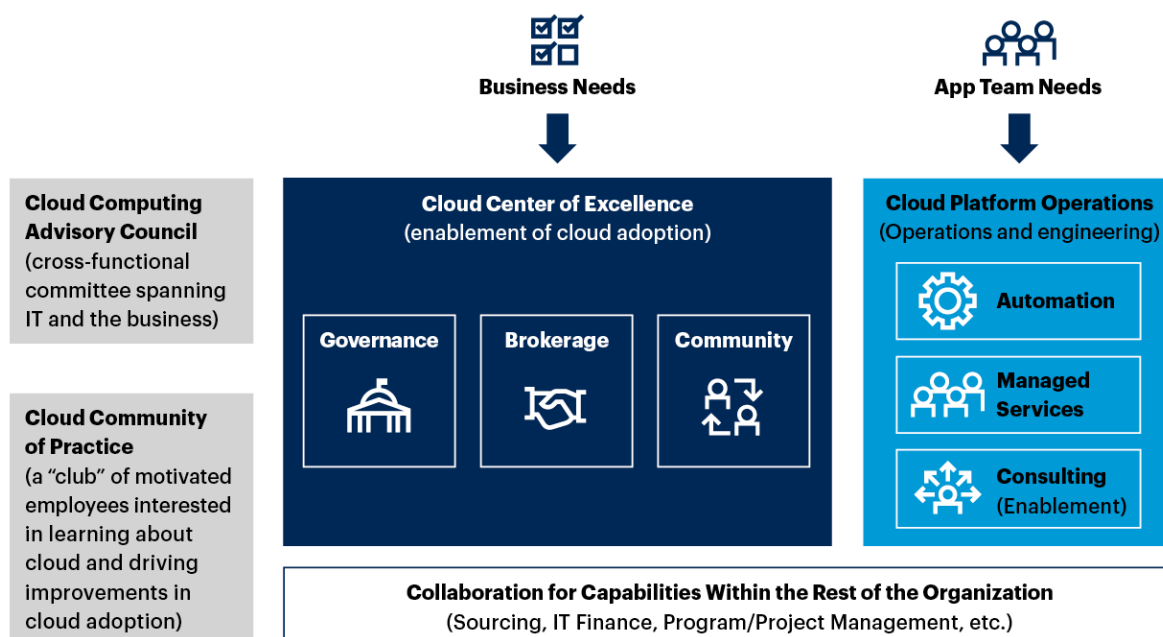 Business Needs
App Team Needs
Cloud Computing
Advisory Council
(cross-functional
committee spanning
IT and the business)
Cloud Community
of Practice
(a “club” of motivated
employees interested
in learning about
cloud and driving
improvements in
cloud adoption)
Cloud Center of Excellence
(enablement of cloud adoption)
Governance
Brokerage
Community
Cloud Platform Operations
(Operations and engineering)
Automation
Managed
Services
Consulting
(Enablement)
Collaboration for Capabilities Within the Rest of the Organization
(Sourcing, IT Finance, Program/Project Management, etc.)